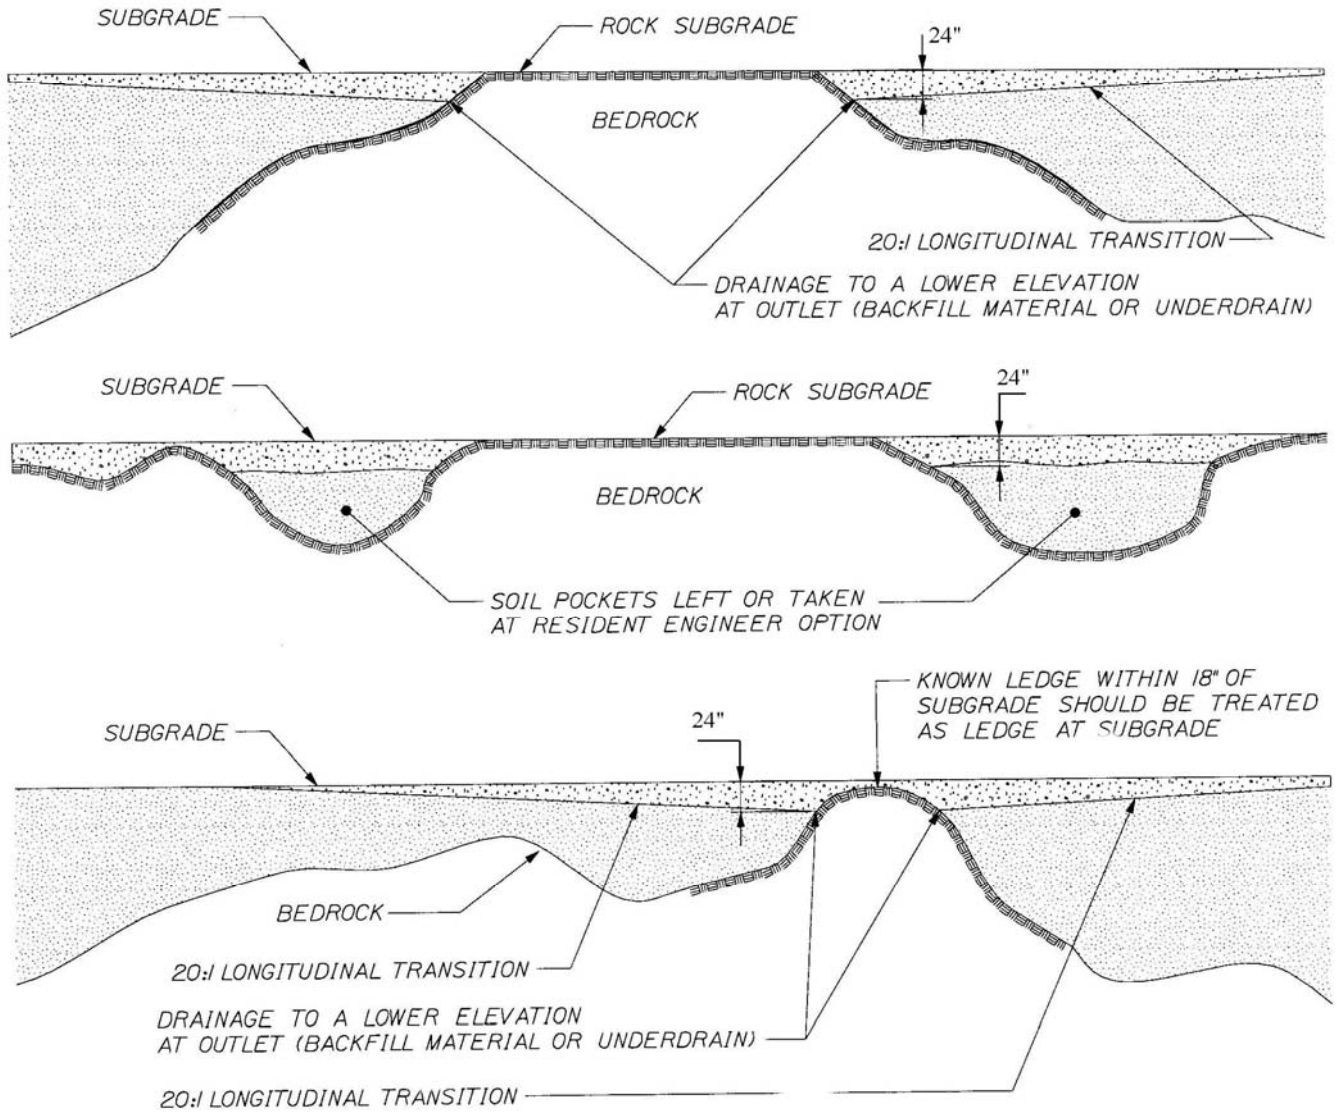 SUBGRADE
ROCK SUBGRADE
24"
BEDROCK
20:1 LONGITUDINAL TRANSITION
DRAINAGE TO A LOWER ELEVATION
AT OUTLET (BACKFILL MATERIAL OR UNDERDRAIN)
SUBGRADE
ROCK SUBGRADE
24"
BEDROCK
SOIL POCKETS LEFT OR TAKEN
AT RESIDENT ENGINEER OPTION
KNOWN LEDGE WITHIN 18" OF
SUBGRADE SHOULD BE TREATED
AS LEDGE AT SUBGRADE
24"
SUBGRADE
BEDROCK
20:1 LONGITUDINAL TRANSITION
DRAINAGE TO A LOWER ELEVATION
AT OUTLET (BACKFILL MATERIAL OR UNDERDRAIN)
20:1 LONGITUDINAL TRANSITION